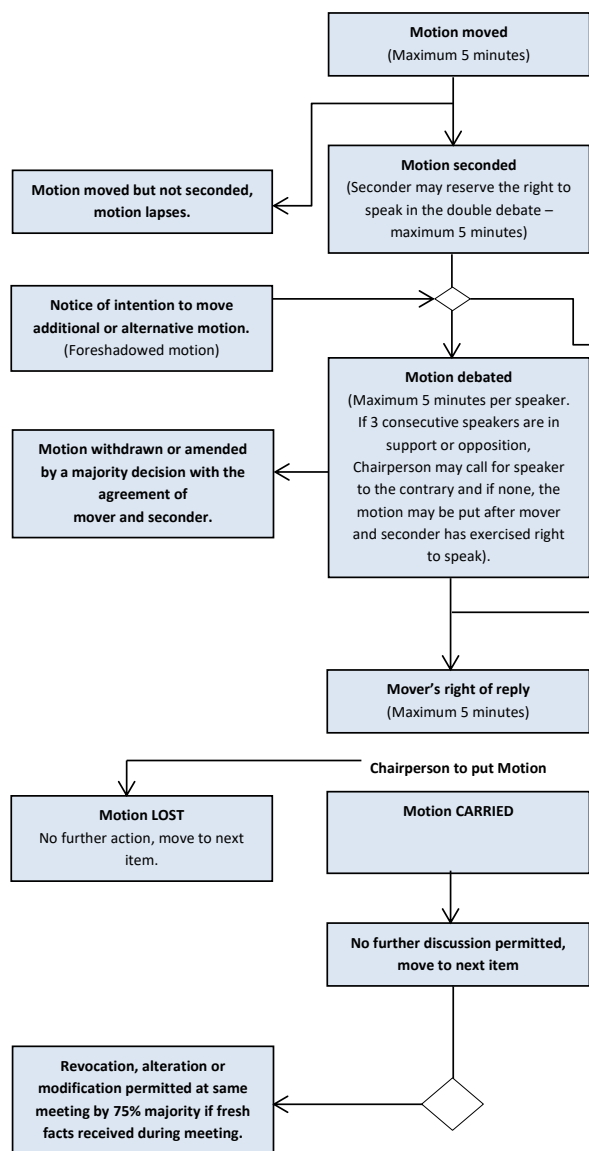 Motion moved
(Maximum 5 minutes)
Motion seconded
(Seconder may reserve the right to
speak in the double debate –
maximum 5 minutes)
Motion moved but not seconded,
motion lapses.
Notice of intention to move
additional or alternative motion.
(Foreshadowed motion)
Motion debated
(Maximum 5 minutes per speaker.
If 3 consecutive speakers are in
support or opposition,
Chairperson may call for speaker
to the contrary and if none, the
motion may be put after mover
and seconder has exercised right
to speak).
Motion withdrawn or amended
by a majority decision with the
agreement of
mover and seconder.
Mover’s right of reply
(Maximum 5 minutes)
Chairperson to put Motion
Motion LOST
No further action, move to next
item.
Motion CARRIED
No further discussion permitted,
move to next item
Revocation, alteration or
modification permitted at same
meeting by 75% majority if fresh
facts received during meeting.